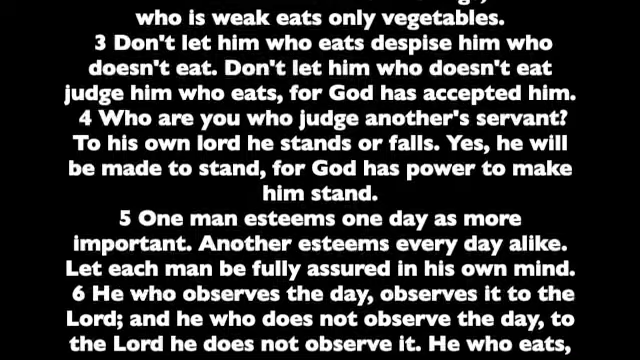 who is weak eats only vegetables.
3 Don't let him who eats despise him who
doesn't eat. Don't let him who doesn't eat
judge him who eats, for God has accepted him.
4 Who are you who judge another's servant?
To his own lord he stands or falls. Yes, he will
be made to stand, for God has power to make
him stand.
5 One man esteems one day as more
important. Another esteems every day alike.
Let each man be fully assured in his own mind.
6 He who observes the day, observes it to the
Lord; and he who does not observe the day, to
the Lord he does not observe it. He who eats,